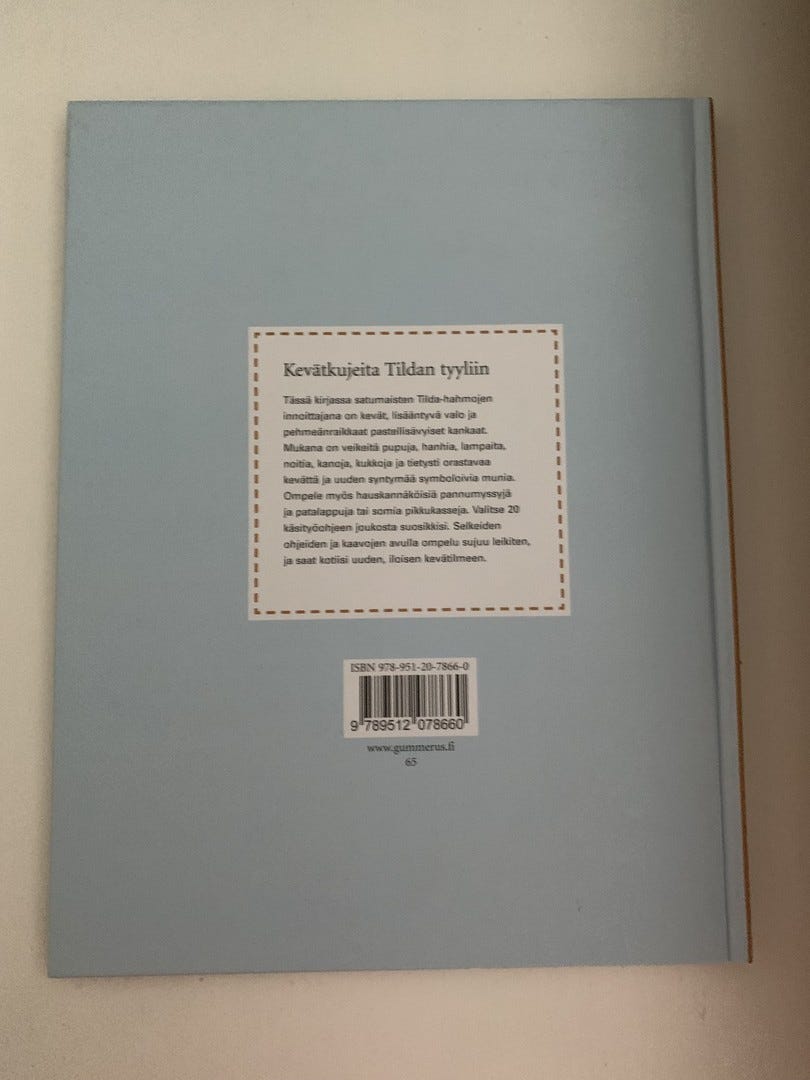 Kevätkujeita Tildan tyyliin
Tässä kirjassa satumaisten Tilda-hahmojen
innoittajana on kevät, lisääntyvä valo ja
pehmeänraikkaat pastellisävyiset kankaat.
Mukana on veikeitä pupuja, hanhia, lampaita,
noitia, kanoja, kukkoja ja tietysti orastavaa
kevättä ja uuden syntymää symboloivia munia.
Ompele myös hauskannäköisiä pannumyssyjä
ja patalappuja tai somia pikkukasseja. Valitse 20
käsityöohjeen joukosta suosikkisi. Selkeiden
ohjeiden ja kaavojen avulla ompelu sujuu leikiten,
ja saat kotiisi uuden, iloisen kevätilmeen.
ISBN 978-951-20-7866-0
9 789512 078660
www.gummerus.fi
65